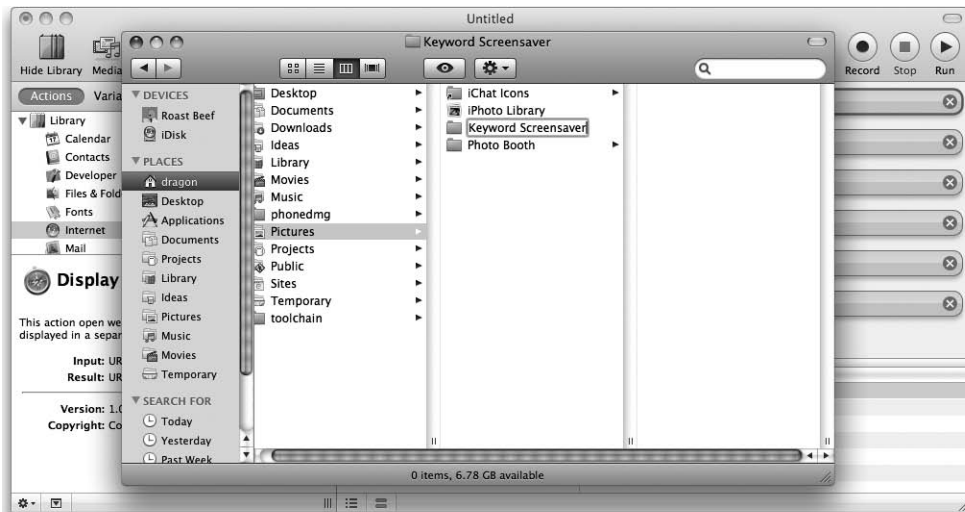 Untitled
Keyword Screensaver
Hide Library
Media
Record
Stop
Run
Actions
Varia
Library
Calendar
Contacts
Developer
Files & Fold
Fonts
Internet
Mail
Display
This action open we
displayed in a separ
Input: UR
Result: UR
Version: 1.0
Copyright: Co
DEVICES
Roast Beef
iDisk
PLACES
dragon
Desktop
Applications
Documents
Projects
Library
Ideas
Pictures
Music
Movies
Temporary
SEARCH FOR
Today
Yesterday
Past Week
Desktop
Documents
Downloads
Ideas
Library
Movies
Music
phonedmg
Pictures
Projects
Public
Sites
Temporary
toolchain
iChat Icons
iPhoto Library
Keyword Screensaver
Photo Booth
0 items, 6.78 GB available